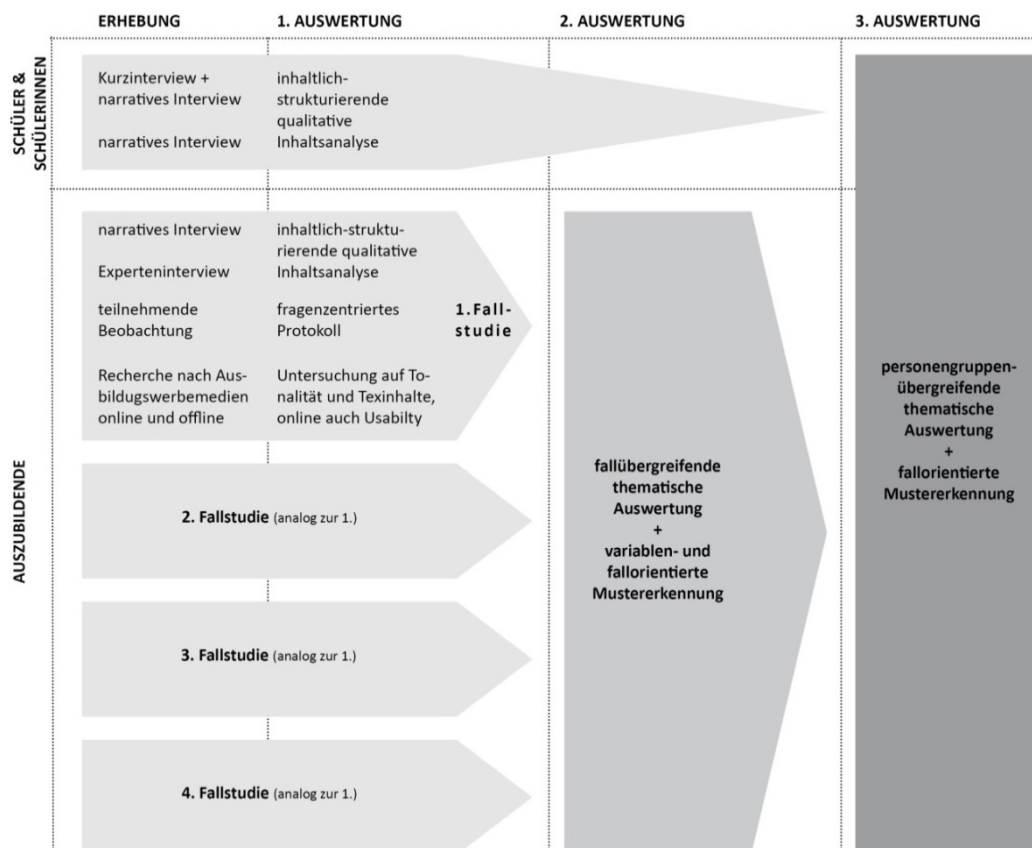 ERHEBUNG
1. AUSWERTUNG
2. AUSWERTUNG
3. AUSWERTUNG
SCHÜLER &
SCHÜLERINNEN
Kurzinterview +
narratives Interview
narratives Interview
inhaltlich-
strukturierende
qualitative
Inhaltsanalyse
AUSZUBILDENDE
narratives Interview
Experteninterview
teilnehmende
Beobachtung
Recherche nach Aus-
bildugswerbemedien
online und offline
inhaltlich-struktu-
rierende qualitative
Inhaltsanalyse
fragenzentriertes
Protokoll
Untersuchung auf To-
nalität und Texinhalte,
online auch Usabilty
1.Fall-
studie
2. Fallstudie (analog zur 1.)
3. Fallstudie (analog zur 1.)
4. Fallstudie (analog zur 1.)
fallübergreifende
thematische
Auswertung
+
variablen- und
fallorientierte
Mustererkennung
personengruppen-
übergreifende
thematische
Auswertung
+
fallorientierte
Mustererkennung